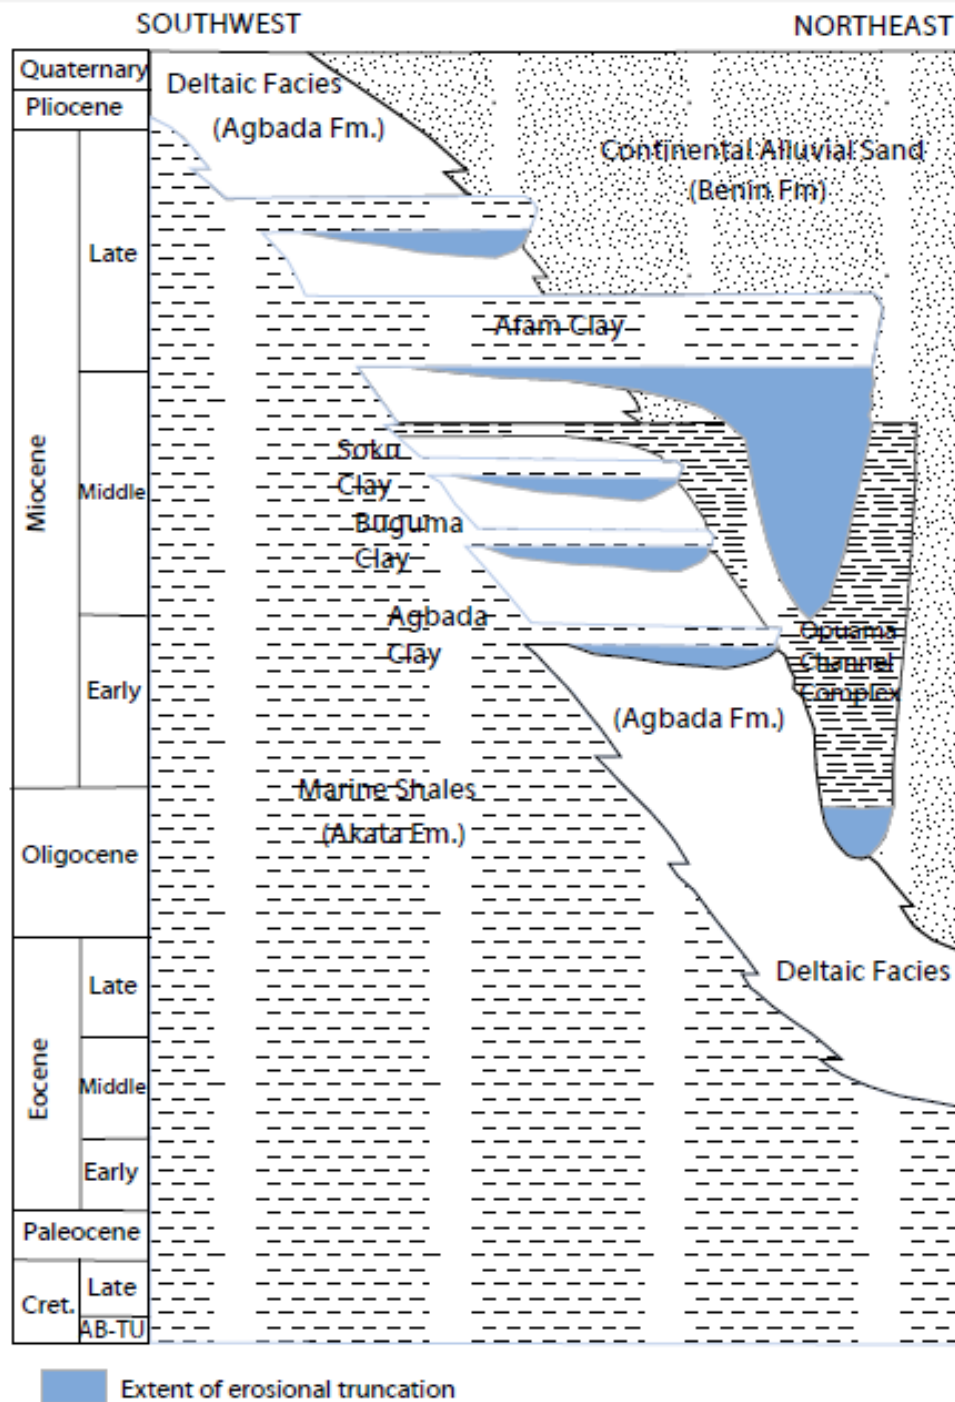 SOUTHWEST
NORTHEAST
Quaternary
Deltaic Facies
Pliocene
(Agbada Fm.)
Continental Alluvial Sand
(Benin Fm)
Late
Afam Clay
Miocene
Soku
Clay
Middle
Buguma
Clay
Agbada
Clay
Opuama
Channel
Complex
Early
(Agbada Fm.)
Marine Shales
(Akata Fm.)
Oligocene
Late
Deltaic Facies
Eocene
Middle
Early
Paleocene
Late
Cret.
AB-TU
Extent of erosional truncation